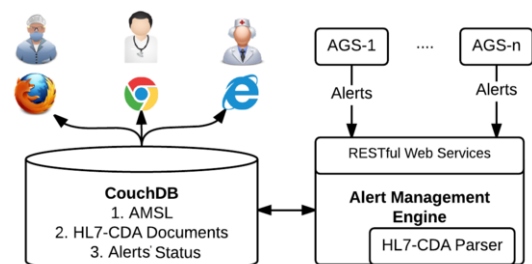 AGS-1 .... AGS-n
Alerts Alerts
RESTful Web Services
CouchDB
1. AMSL
2. HL7-CDA Documents
3. Alerts' Status
Alert Management
Engine
HL7-CDA Parser